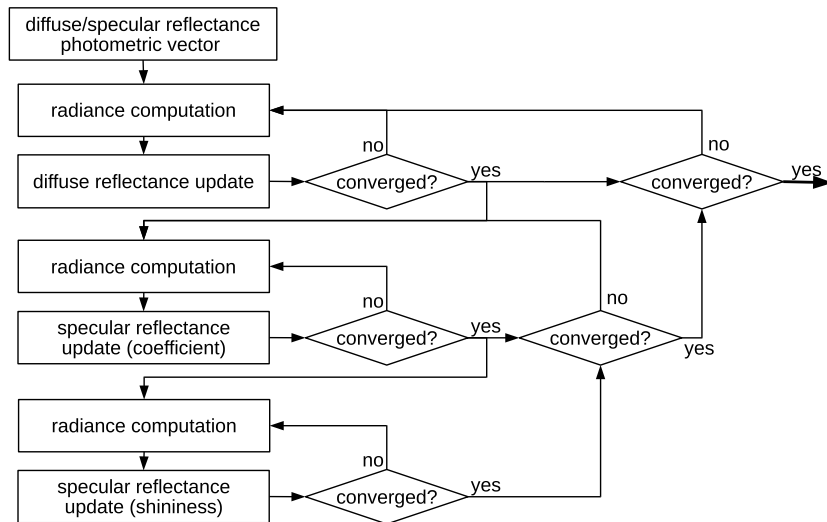 diffuse/specular reflectance
photometric vector
radiance computation
no
no
diffuse reflectance update
converged?
yes
converged?
yes
radiance computation
no
no
specular reflectance
update (coefficient)
converged?
yes
converged?
yes
radiance computation
no
specular reflectance
update (shininess)
converged?
yes